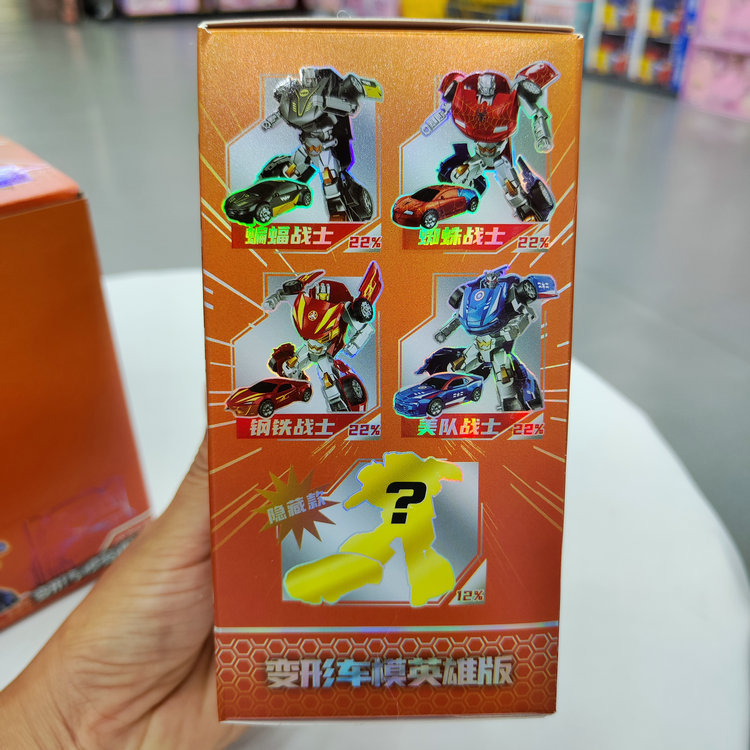 蝙蝠战士 22%
蜘蛛战士 22%
钢铁战士 22%
美队战士 22%
隐藏款
?
12%
变形车模英雄版